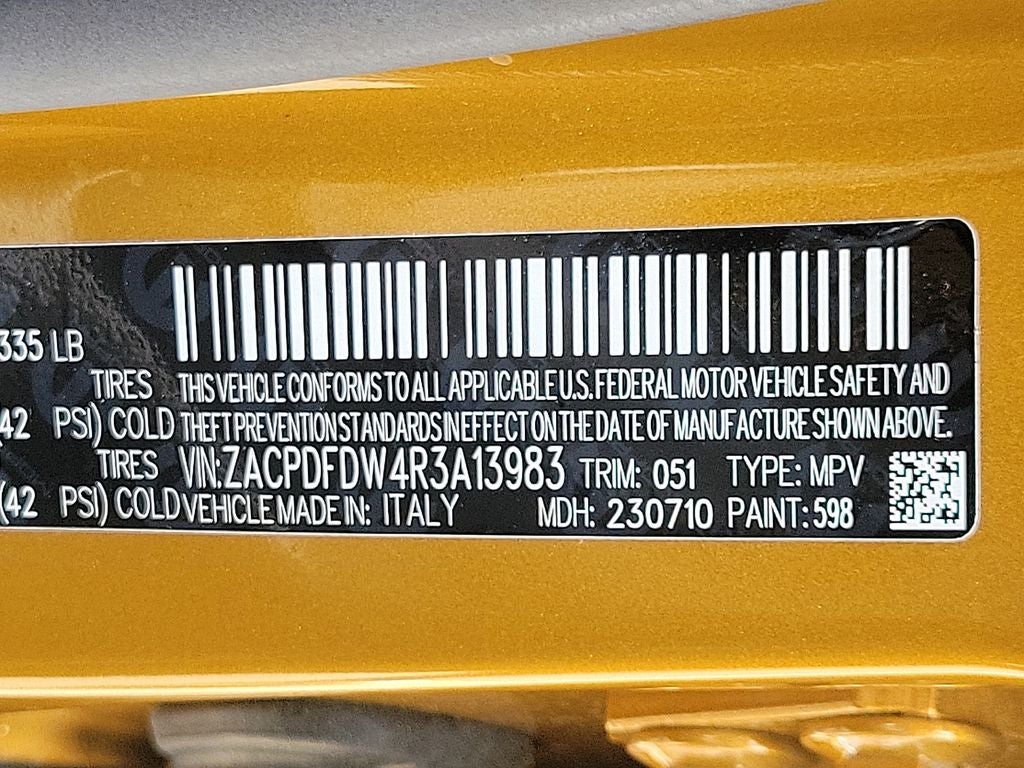 335 LB
TIRES THIS VEHICLE CONFORMS TO ALL APPLICABLE U.S. FEDERAL MOTOR VEHICLE SAFETY AND
42 PSI) COLD THEFT PREVENTION STANDARDS IN EFFECT ON THE DATE OF MANUFACTURE SHOWN ABOVE.
TIRES VIN: ZACPDFDW4R3A13983 TRIM: 051 TYPE: MPV
(42 PSI) COLD VEHICLE MADE IN: ITALY MDH: 230710 PAINT: 598